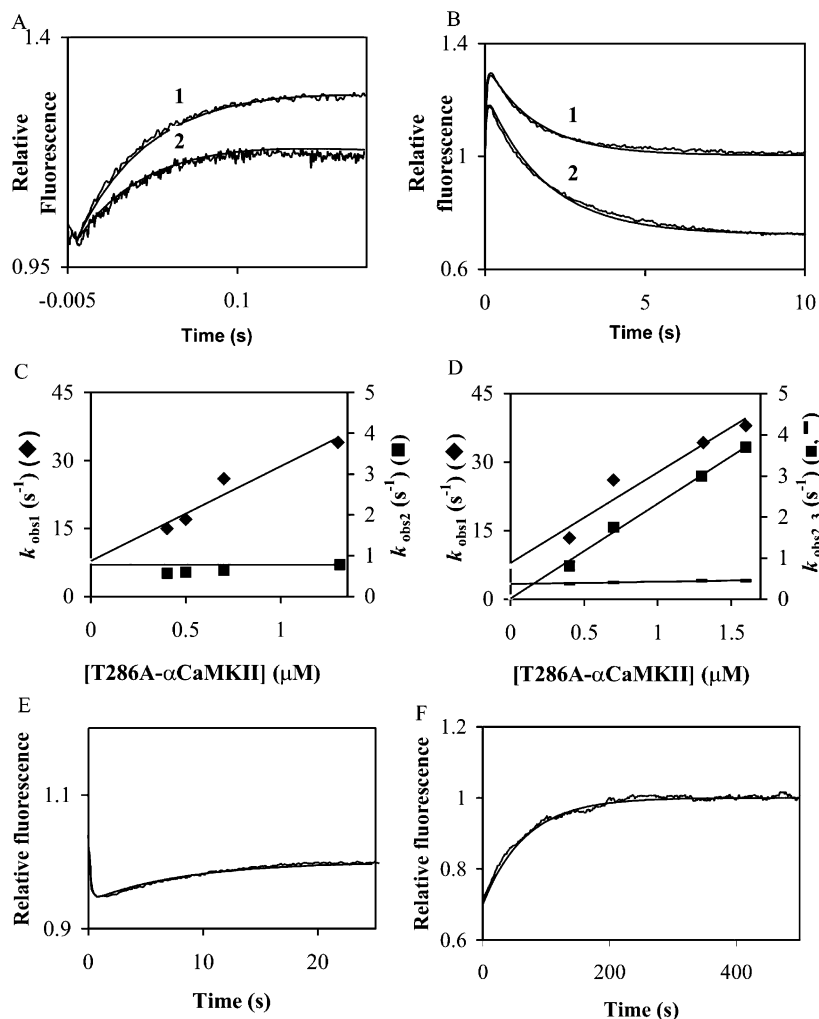 A
1.4
1
2
Relative
Fluorescence
0.95
-0.005
0.1
Time (s)
B
1.4
1
1
2
Relative
fluorescence
0.6
0
5
10
Time (s)
C
45
30
15
0
k obs1 (s-1) (◆)
5
4
3
2
1
0
k obs2 (s-1) (■)
0
0.5
1
[T286A-αCaMKII] (μM)
D
45
30
15
0
k obs1 (s-1) (◆)
5
4
3
2
1
0
k obs2,3 (s-1) (■, –)
0
0.5
1
1.5
[T286A-αCaMKII] (μM)
E
Relative fluorescence
1.1
0.9
0
10
20
Time (s)
F
Relative fluorescence
1.2
1
0.8
0.6
0
200
400
Time (s)